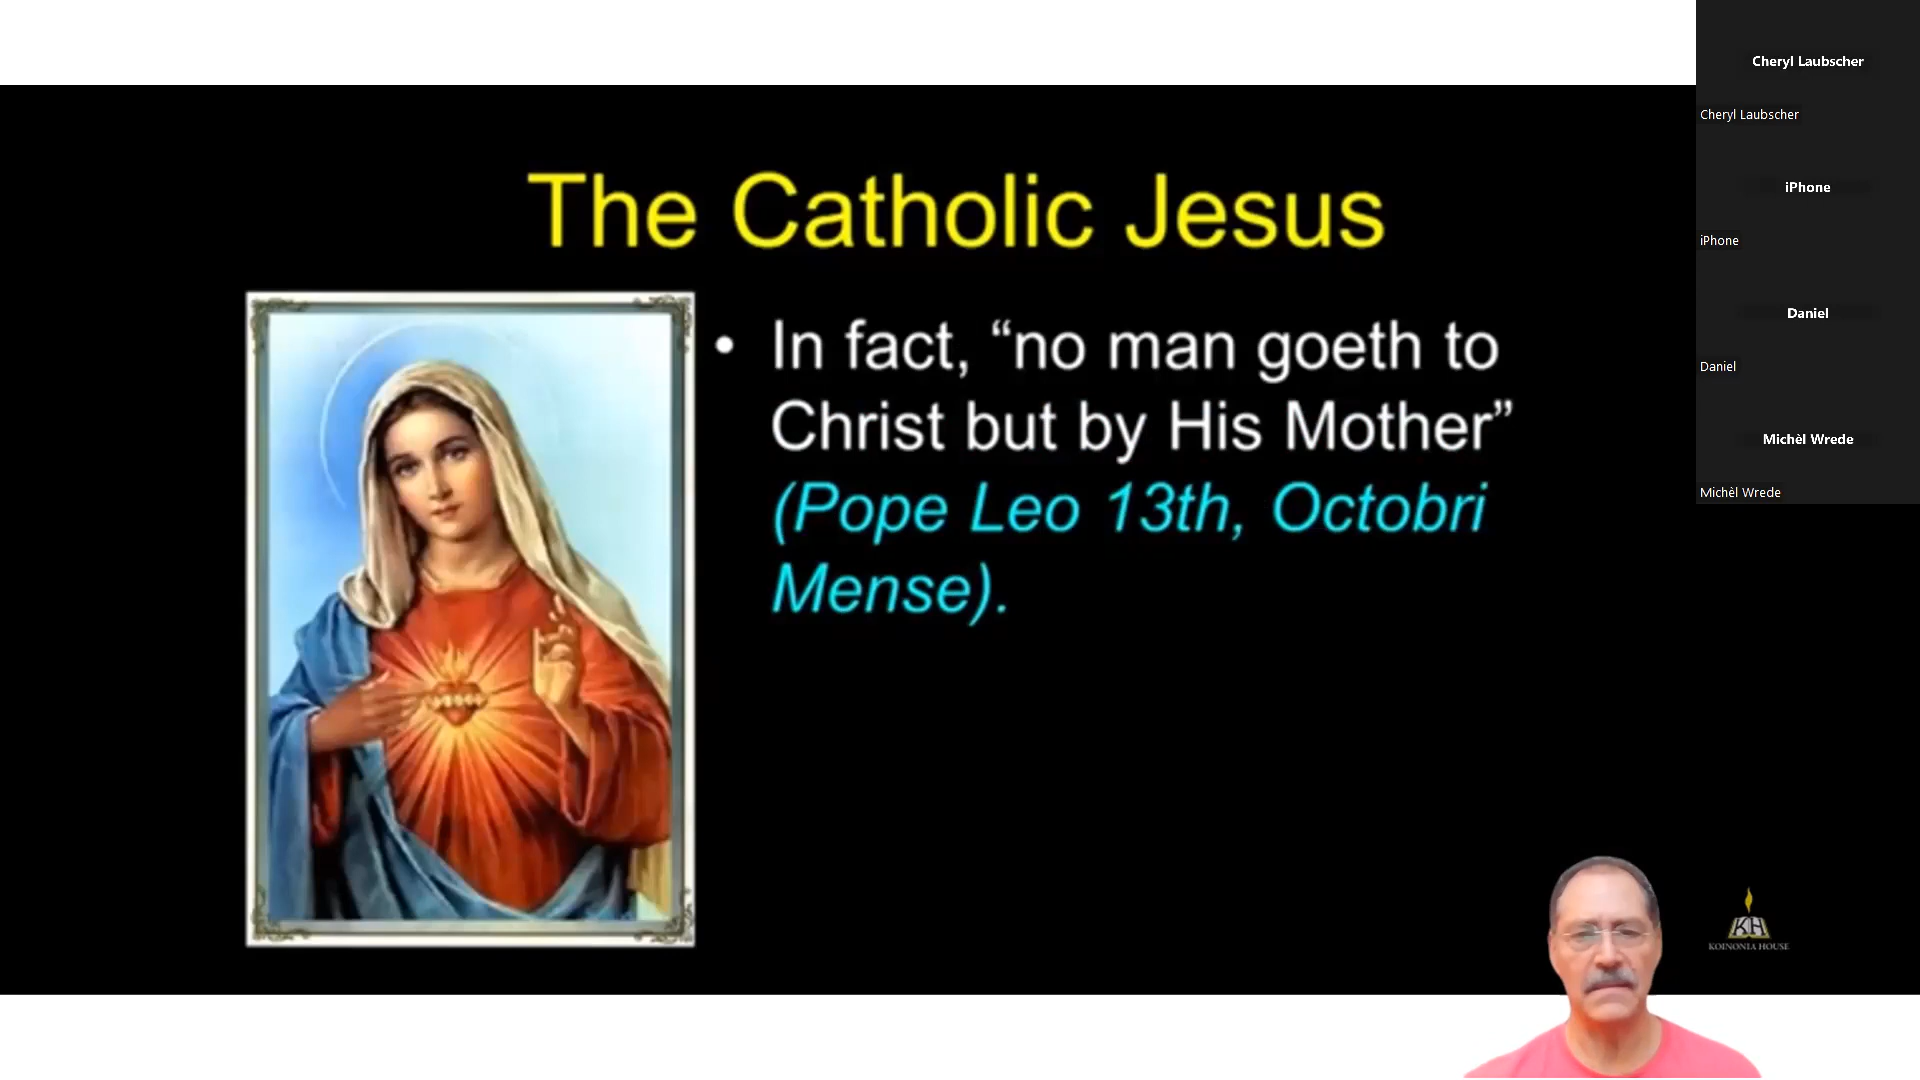 The Catholic Jesus
• In fact, “no man goeth to
Christ but by His Mother”
(Pope Leo 13th, Octobri
Mense).
KH
KOINONIA HOUSE
Cheryl Laubscher
Cheryl Laubscher
iPhone
iPhone
Daniel
Daniel
Michèl Wrede
Michèl Wrede